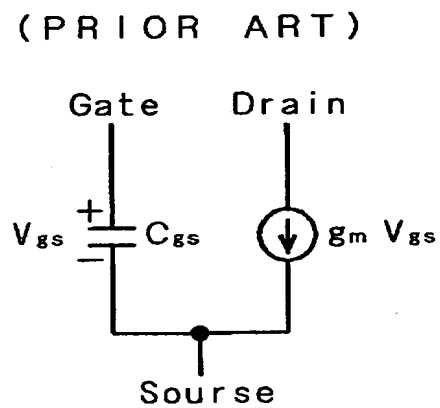 (PRIOR ART)
Gate Drain
+
Vgs Cgs gm Vgs
−
Sourse